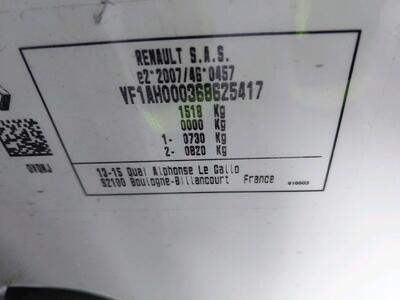 RENAULT S.A.S.
e2*2007/46*0457
VF1AH000368625417
1518 Kg
0000 Kg
1- 0730 Kg
2- 0820 Kg
13-15 Quai Alphonse Le Gallo
92100 Boulogne-Billancourt France